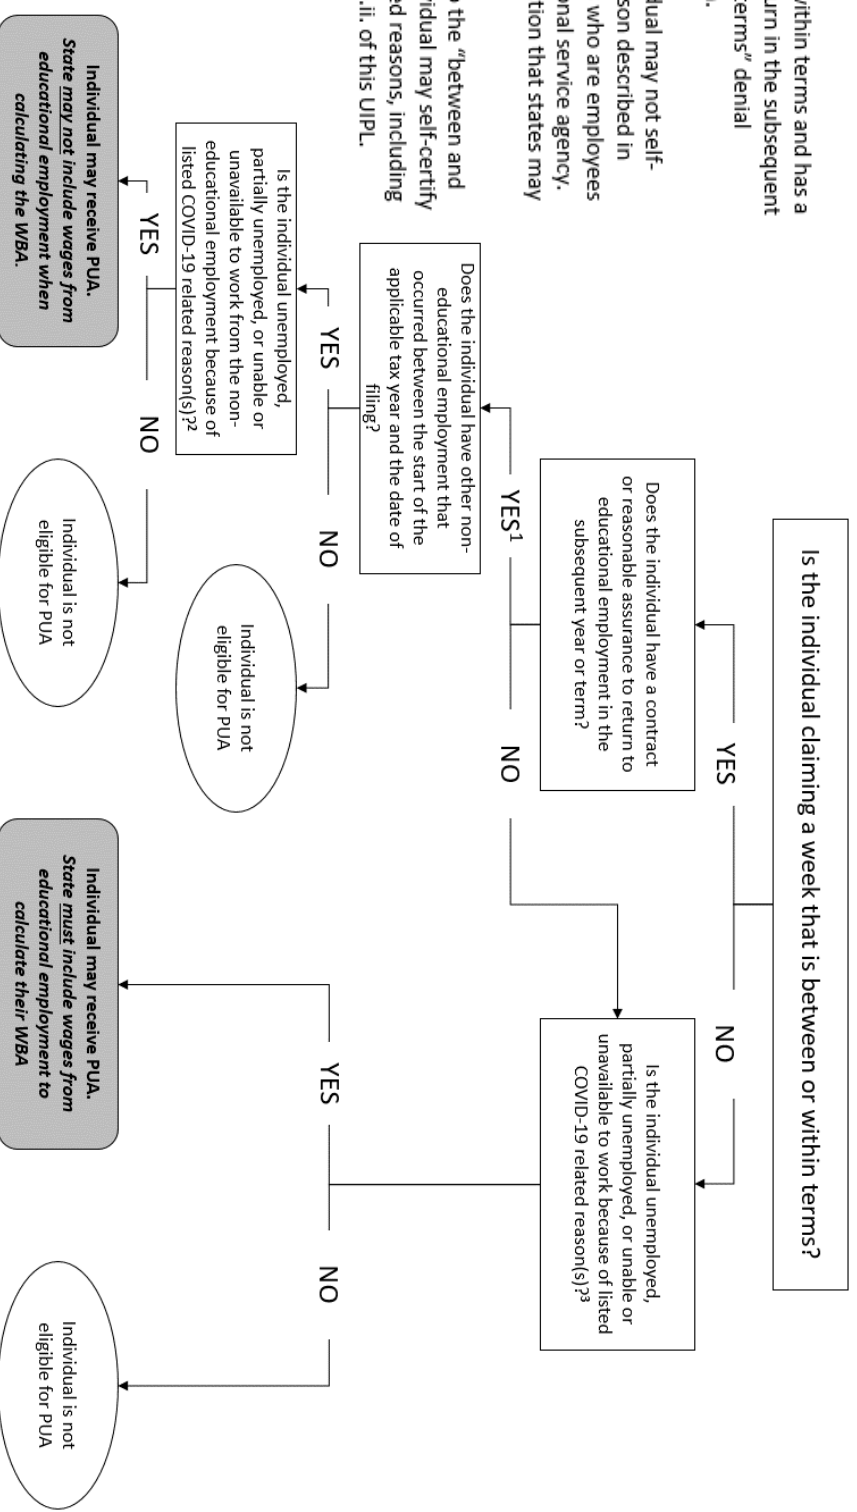 Is the individual claiming a week that is between or within terms?
YES
NO
Does the individual have a contract
or reasonable assurance to return to
educational employment in the
subsequent year or term?
Is the individual unemployed,
partially unemployed, or unable or
unavailable to work because of listed
COVID-19 related reason(s)?³
YES¹
NO
Does the individual have other non-
educational employment that
occurred between the start of the
applicable tax year and the date of
filing?
YES
NO
YES
NO
Is the individual unemployed,
partially unemployed, or unable or
unavailable to work from the non-
educational employment because of
listed COVID-19 related reason(s)?²
Individual is not
eligible for PUA
YES
NO
Individual may receive PUA.
State may not include wages from
educational employment when
calculating the WBA.
Individual is not
eligible for PUA
Individual may receive PUA.
State must include wages from
educational employment to
calculate their WBA
Individual is not
eligible for PUA
ithin terms and has a
urn in the subsequent
terms” denial
dual may not self-
son described in
who are employees
onal service agency.
tion that states may
the “between and
vidual may self-certify
ed reasons, including
.ii. of this UIPL.